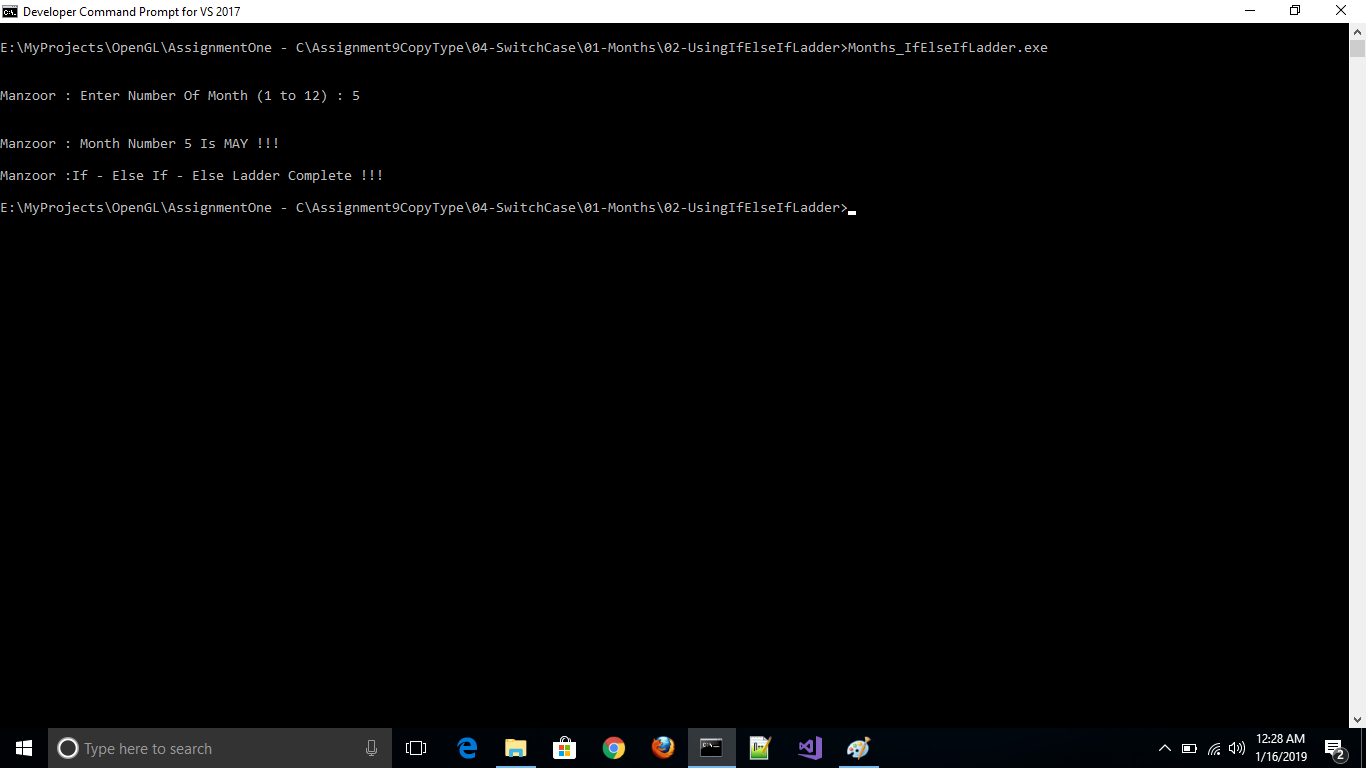 Developer Command Prompt for VS 2017
E:\MyProjects\OpenGL\AssignmentOne - C\Assignment9CopyType\04-SwitchCase\01-Months\02-UsingIfElseIfLadder>Months_IfElseIfLadder.exe
Manzoor : Enter Number Of Month (1 to 12) : 5
Manzoor : Month Number 5 Is MAY !!!
Manzoor :If - Else If - Else Ladder Complete !!!
E:\MyProjects\OpenGL\AssignmentOne - C\Assignment9CopyType\04-SwitchCase\01-Months\02-UsingIfElseIfLadder>
Type here to search
12:28 AM
1/16/2019
2